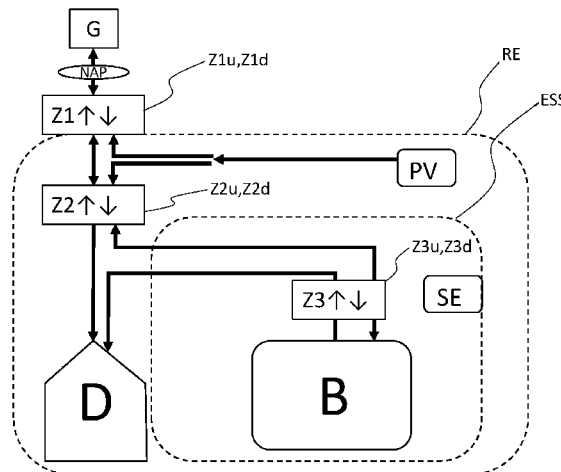 G
NAP
Z1u,Z1d
RE
ESS
Z1↑↓
PV
Z2↑↓
Z2u,Z2d
Z3u,Z3d
Z3↑↓
SE
D
B